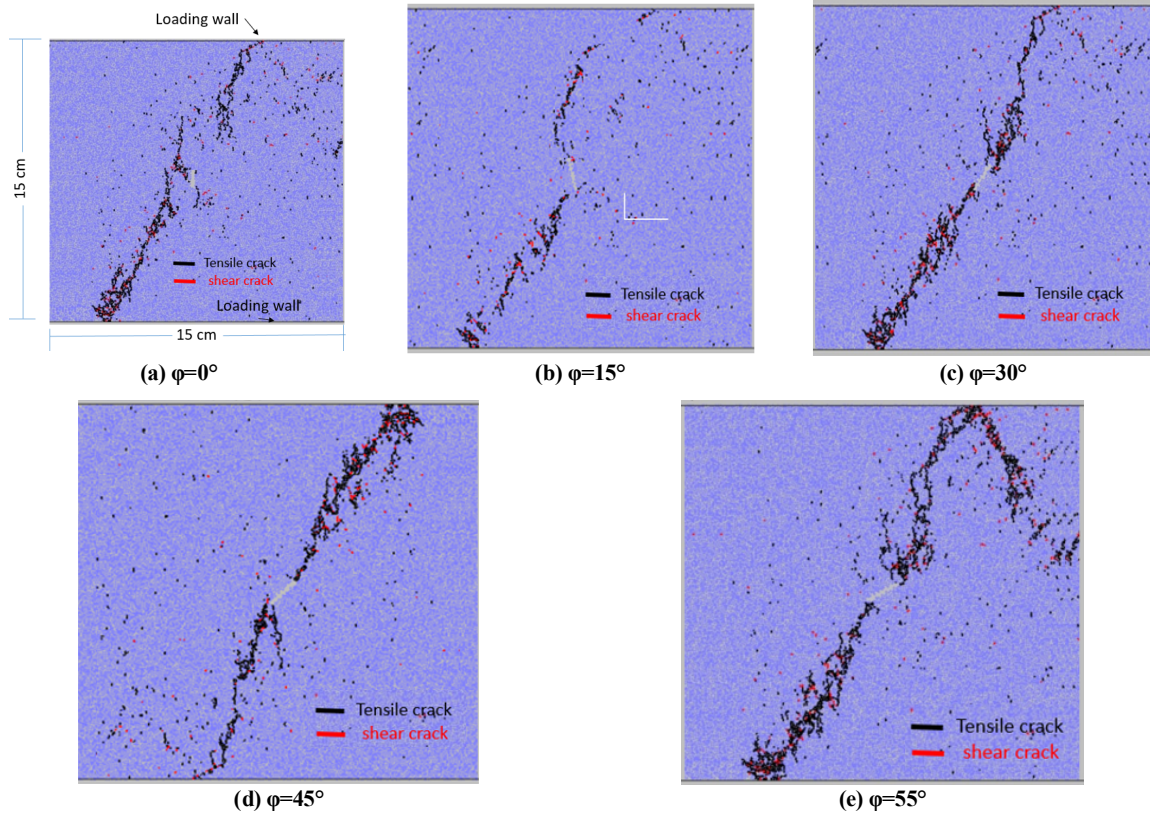 Loading wall
15 cm
Tensile crack
shear crack
Loading wall
15 cm
(a) φ=0°
Tensile crack
shear crack
(b) φ=15°
Tensile crack
shear crack
(c) φ=30°
Tensile crack
shear crack
(d) φ=45°
Tensile crack
shear crack
(e) φ=55°